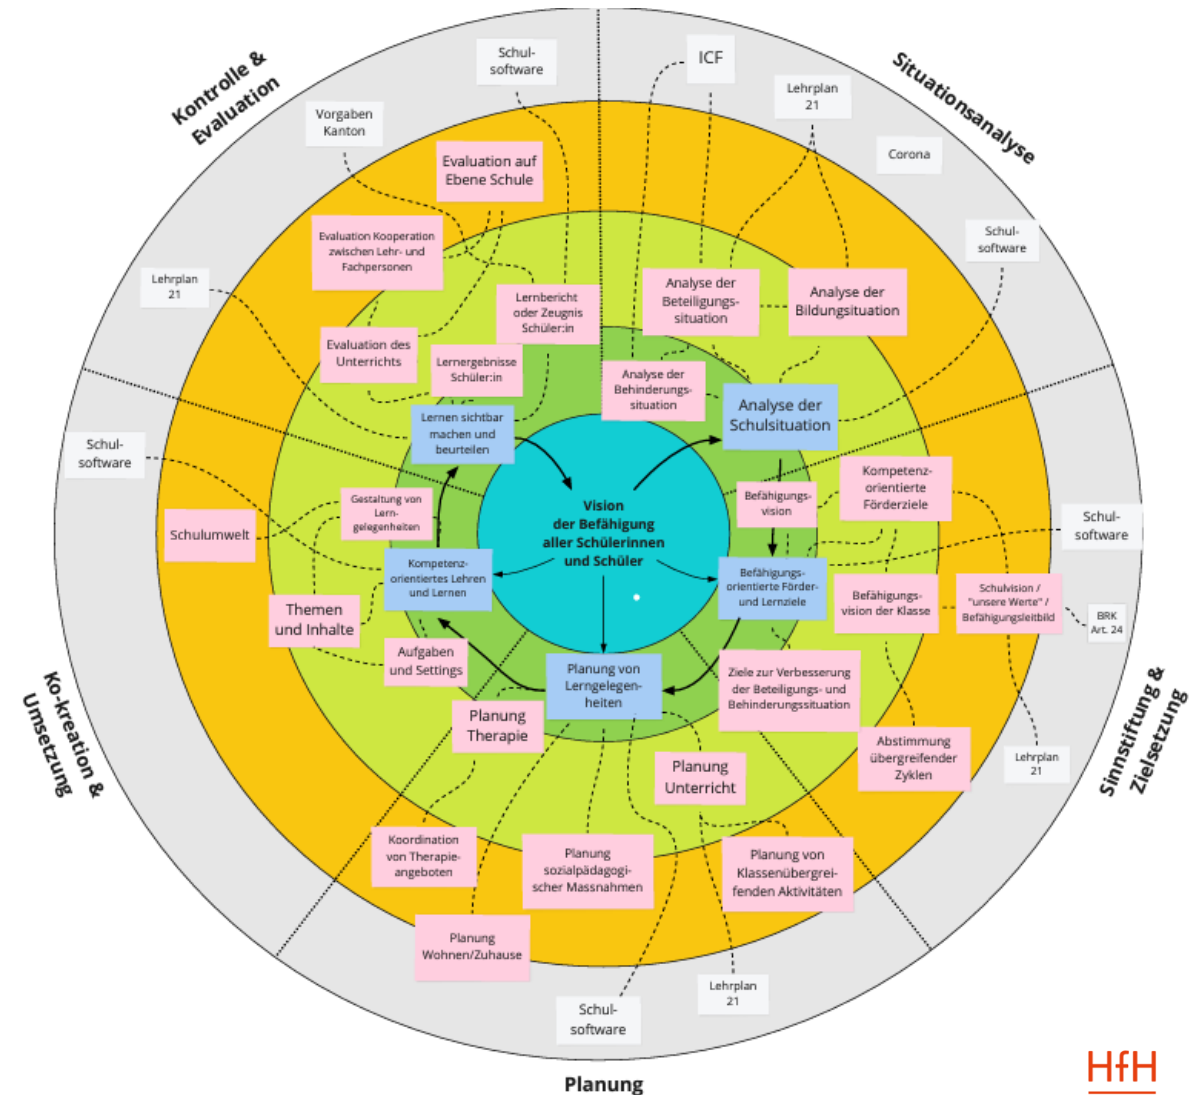 Kontrolle &
Evaluation
Situationsanalyse
Schul-
software
ICF
Lehrplan
21
Vorgaben
Kanton
Corona
Evaluation auf
Ebene Schule
Evaluation Kooperation
zwischen Lehr- und
Fachpersonen
Schul-
software
Lehrplan
21
Lernbericht
oder Zeugnis
Schüler:in
Analyse der
Beteiligungs-
situation
Analyse der
Bildungsituation
Evaluation des
Unterrichts
Lernergebnisse
Schüler:in
Analyse der
Behinderungs-
situation
Lernen sichtbar
machen und
beurteilen
Analyse der
Schulsituation
Schul-
software
Gestaltung von
Lern-
gelegenheiten
Schulumwelt
Vision
der Befähigung
aller Schülerinnen
und Schüler
Befähigungs-
vision
Kompetenz-
orientierte
Förderziele
Schul-
software
Kompetenz-
orientiertes Lehren
und Lernen
Befähigungs-
orientierte Förder-
und Lernziele
Befähigungs-
vision der Klasse
Schulvision /
"unsere Werte" /
Befähigungsleitbild
BRK
Art. 24
Themen
und Inhalte
Aufgaben
und Settings
Planung von
Lerngelegen-
heiten
Ziele zur Verbesserung
der Beteiligungs- und
Behinderungssituation
Ko-kreation &
Umsetzung
Sinnstiftung &
Zielsetzung
Planung
Therapie
Planung
Unterricht
Abstimmung
übergreifender
Zyklen
Lehrplan
21
Koordination
von Therapie-
angeboten
Planung
sozialpädagogi-
scher Massnahmen
Planung von
Klassenübergrei-
fenden Aktivitäten
Planung
Wohnen/Zuhause
Lehrplan
21
Schul-
software
Planung
HfH